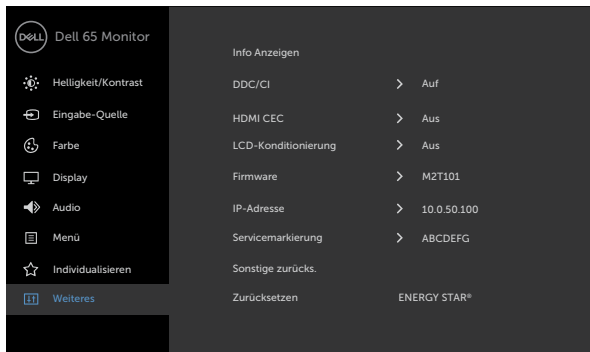 DELL Dell 65 Monitor
Info Anzeigen
Helligkeit/Kontrast DDC/CI > Auf
Eingabe-Quelle HDMI CEC > Aus
Farbe LCD-Konditionierung > Aus
Display Firmware > M2T101
Audio IP-Adresse > 10.0.50.100
Menü Servicemarkierung > ABCDEFG
Individualisieren Sonstige zurücks.
Weiteres Zurücksetzen ENERGY STAR®